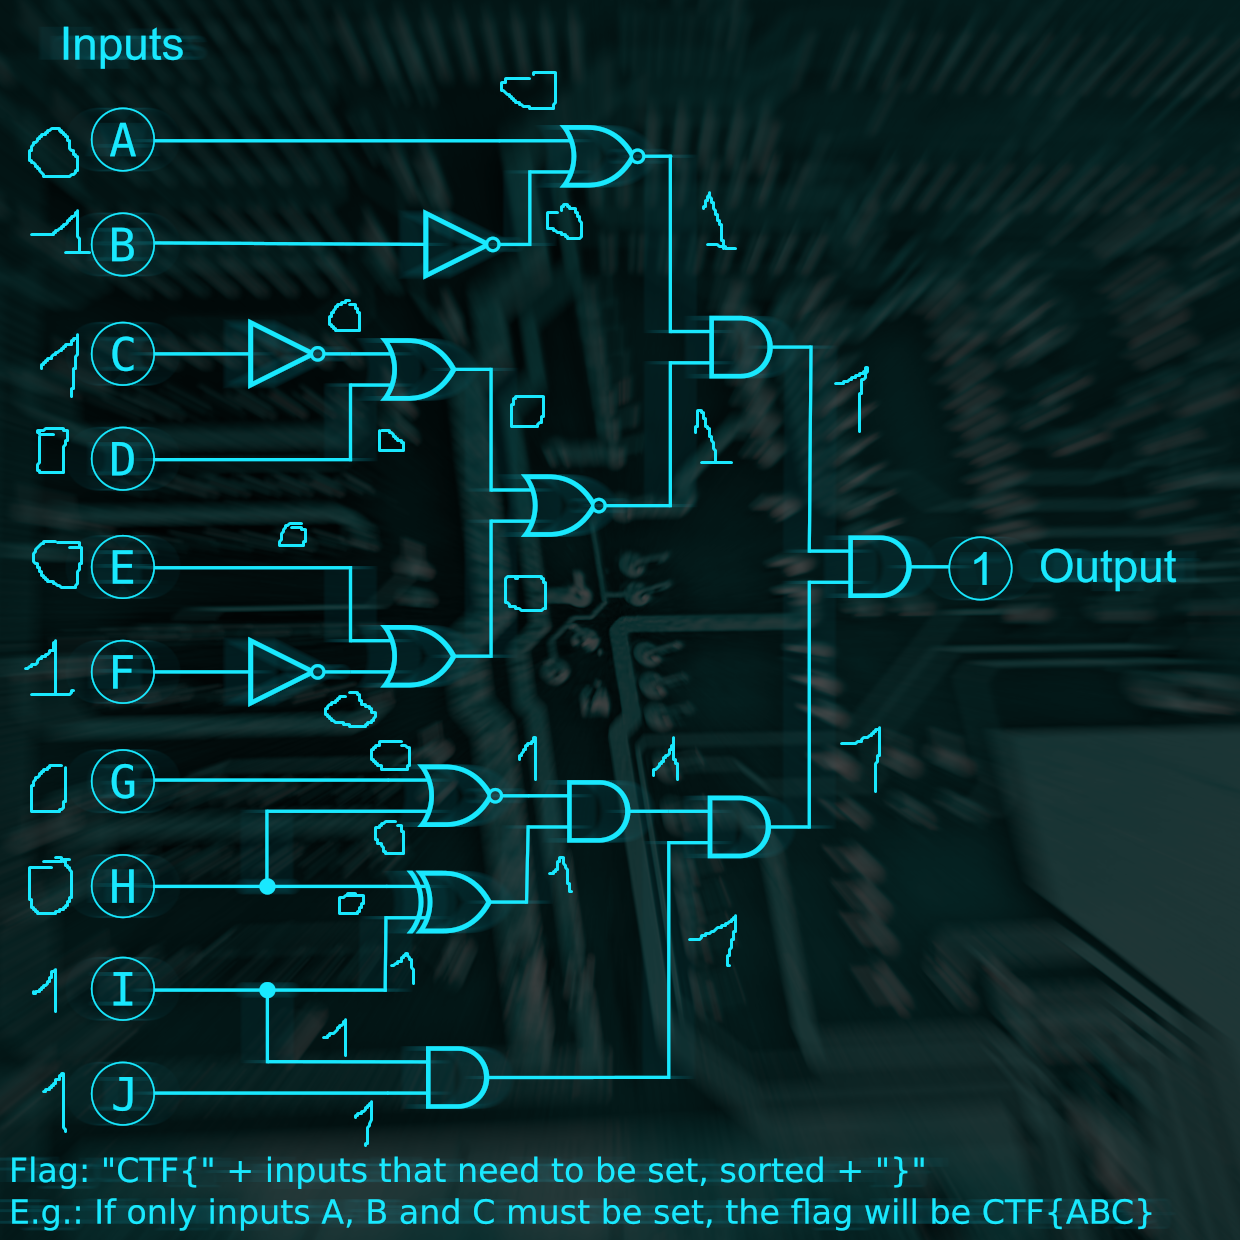 Inputs
0
0 A
1 B
0
1
0
1 C
1
0
0 D
0
1
0
0 E
1 Output
0
1 F
0
0 G
1
1
1
0
0 H
0
1
1
1 I
1
1
1 J
1
Flag: "CTF{" + inputs that need to be set, sorted + "}"
E.g.: If only inputs A, B and C must be set, the flag will be CTF{ABC}